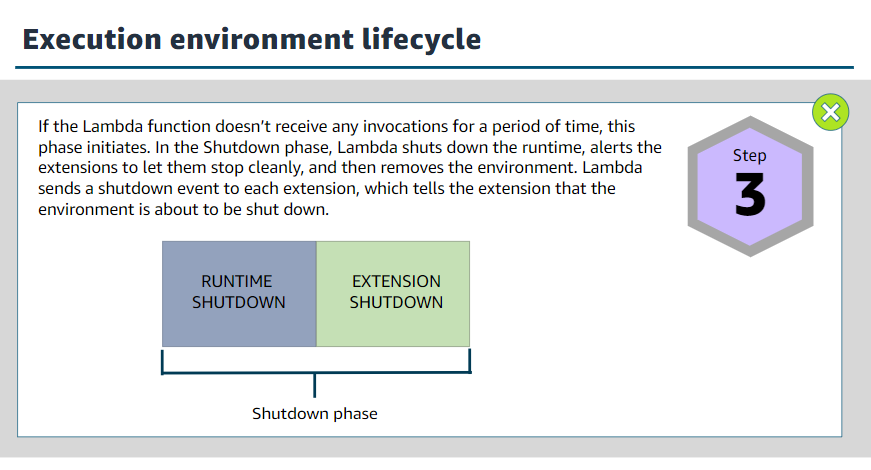 Execution environment lifecycle
If the Lambda function doesn't receive any invocations for a period of time, this
phase initiates. In the Shutdown phase, Lambda shuts down the runtime, alerts the
extensions to let them stop cleanly, and then removes the environment. Lambda
sends a shutdown event to each extension, which tells the extension that the
environment is about to be shut down.
Step
3
RUNTIME
SHUTDOWN
EXTENSION
SHUTDOWN
Shutdown phase